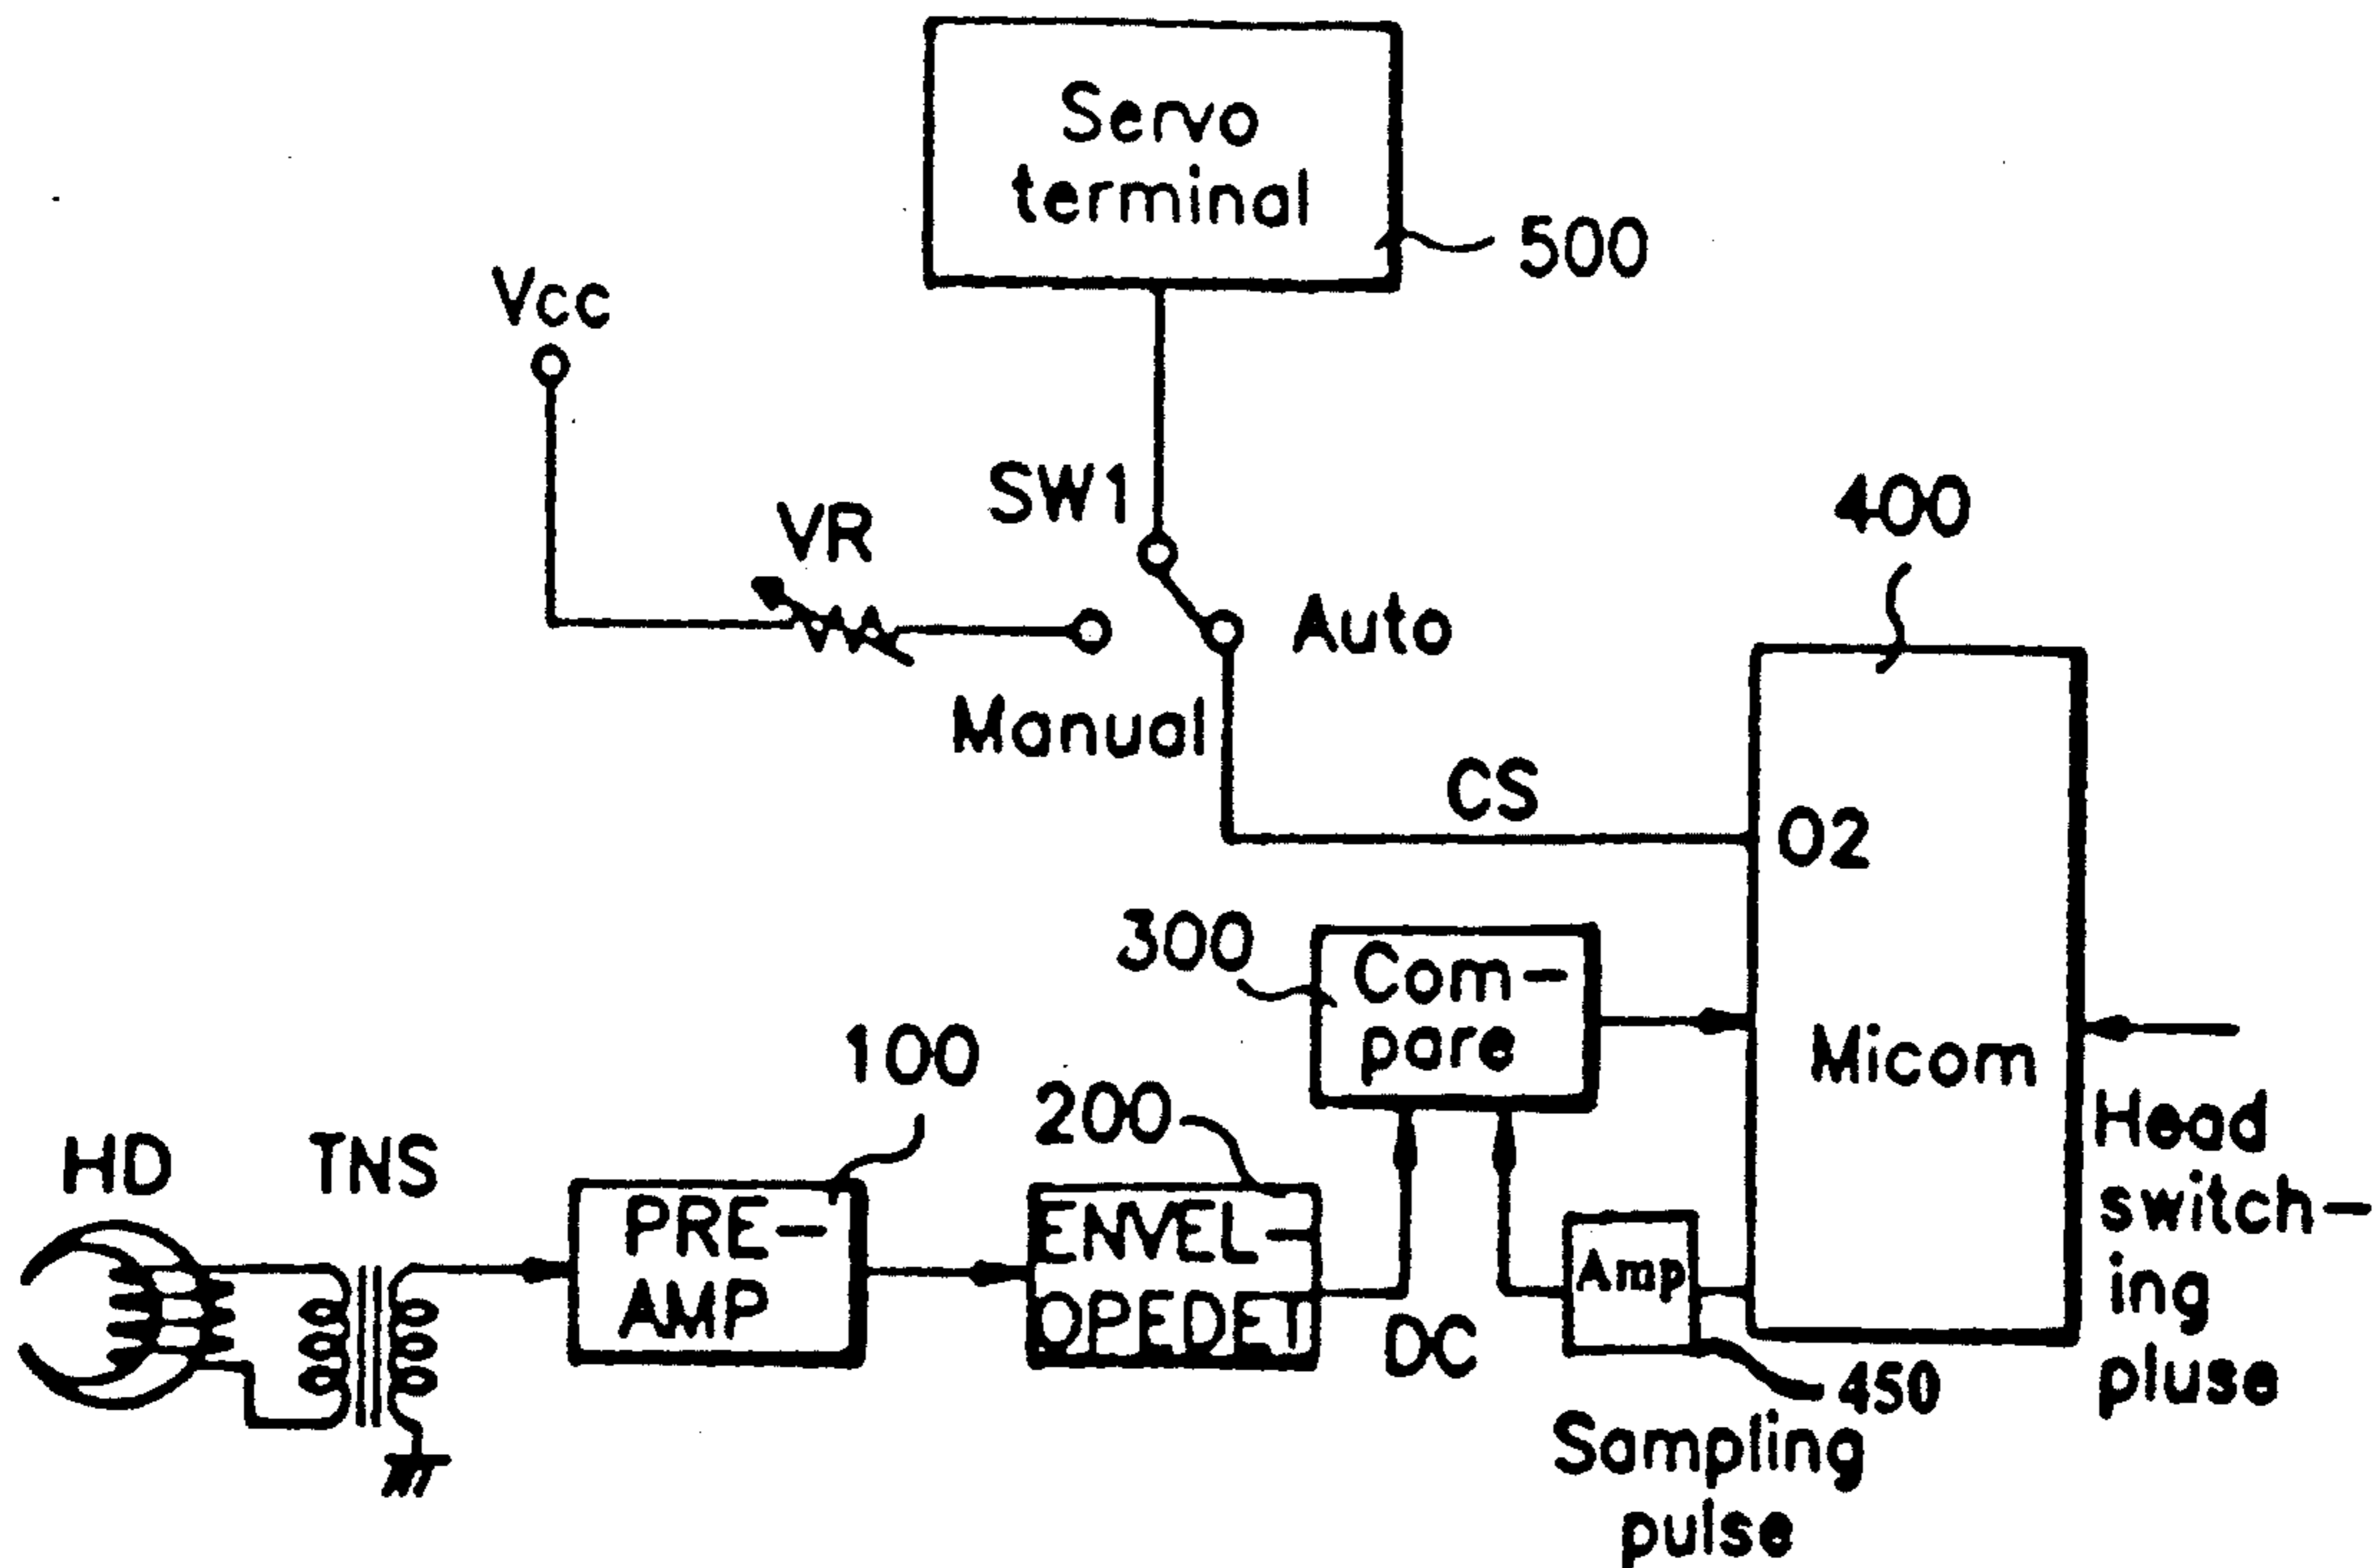 Servo
terminal
500
Vcc
SW1
VR
400
Auto
Manual
CS
O2
300
Com-
pare
100
Micom
200
Head
switch-
ing
pluse
HD
TNS
PRE-
AMP
ENVEL-
OPEDET
Amp
DC
450
Sampling
pulse